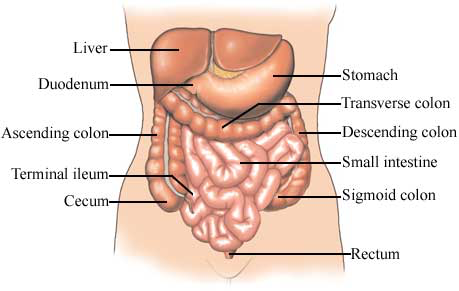 Liver
Duodenum
Ascending colon
Terminal ileum
Cecum
Stomach
Transverse colon
Descending colon
Small intestine
Sigmoid colon
Rectum